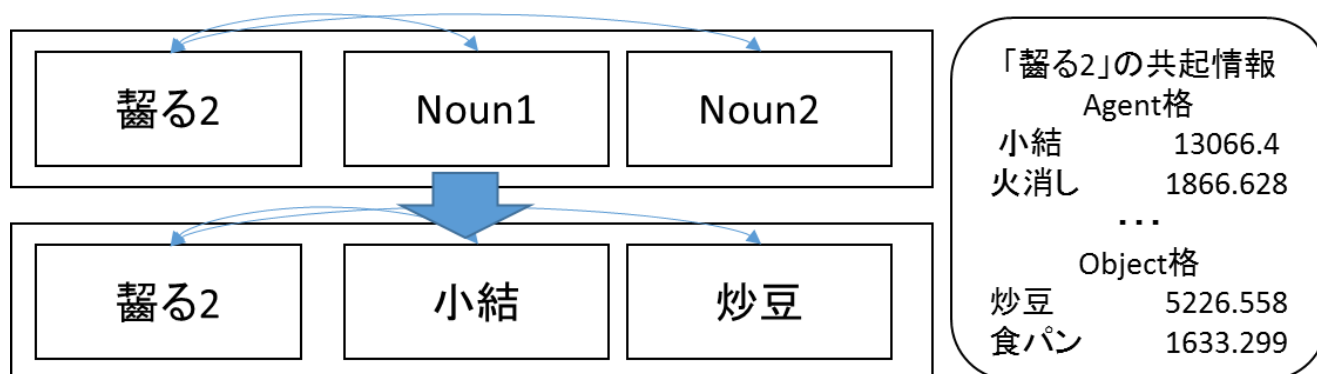 齧る2
Noun1
Noun2
齧る2
小結
炒豆
「齧る2」の共起情報
Agent格
小結 13066.4
火消し 1866.628
・・・
Object格
炒豆 5226.558
食パン 1633.299